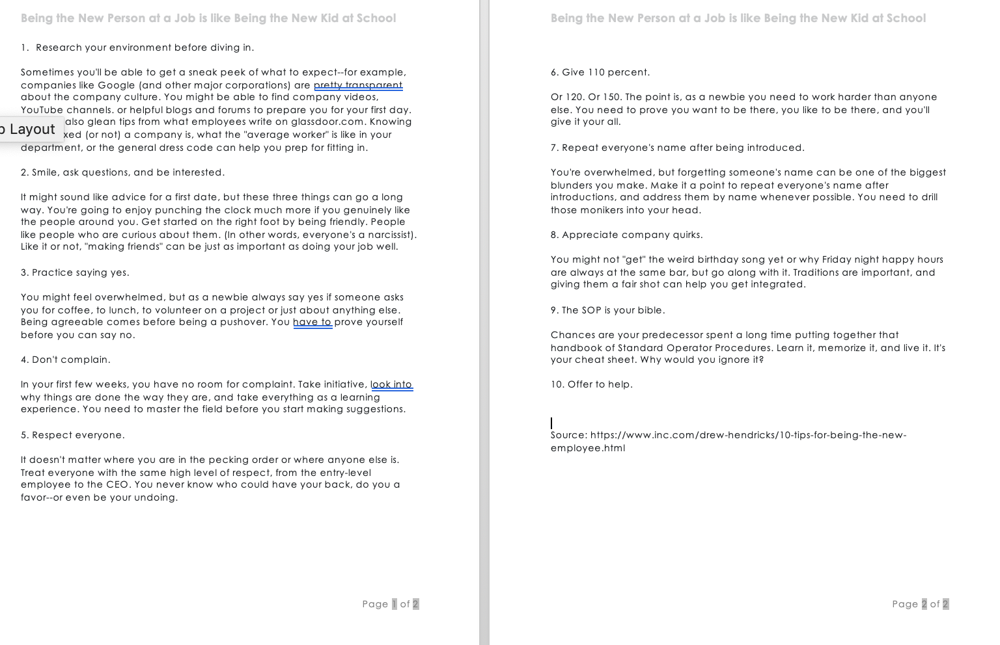 Being the New Person at a Job is like Being the New Kid at School
1. Research your environment before diving in.
Sometimes you'll be able to get a sneak peek of what to expect--for example,
companies like Google (and other major corporations) are pretty transparent
about the company culture. You might be able to find company videos,
YouTube channels. or helpful blogs and forums to prepare you for your first day.
also glean tips from what employees write on glassdoor.com. Knowing
Layout
(or not) a company is, what the "average worker" is like in your
department, or the general dress code can help you prep for fitting in.
2. Smile, ask questions, and be interested.
It might sound like advice for a first date, but these three things can go a long
way. You're going to enjoy punching the clock much more if you genuinely like
the people around you. Get started on the right foot by being friendly. People
like people who are curious about them. (In other words, everyone's a narcissist).
Like it or not, "making friends" can be just as important as doing your job well.
3. Practice saying yes.
You might feel overwhelmed, but as a newbie always say yes if someone asks
you for coffee, to lunch, to volunteer on a project or just about anything else.
Being agreeable comes before being a pushover. You have to prove yourself
before you can say no.
4. Don't complain.
In your first few weeks, you have no room for complaint. Take initiative, look into
why things are done the way they are, and take everything as a learning
experience. You need to master the field before you start making suggestions.
5. Respect everyone.
It doesn't matter where you are in the pecking order or where anyone else is.
Treat everyone with the same high level of respect, from the entry-level
employee to the CEO. You never know who could have your back, do you a
favor--or even be your undoing.
Page 1 of 2
Being the New Person at a Job is like Being the New Kid at School
6. Give 110 percent.
Or 120. Or 150. The point is, as a newbie you need to work harder than anyone
else. You need to prove you want to be there, you like to be there, and you'll
give it your all.
7. Repeat everyone's name after being introduced.
You're overwhelmed, but forgetting someone's name can be one of the biggest
blunders you make. Make it a point to repeat everyone's name after
introductions, and address them by name whenever possible. You need to drill
those monikers into your head.
8. Appreciate company quirks.
You might not "get" the weird birthday song yet or why Friday night happy hours
are always at the same bar, but go along with it. Traditions are important, and
giving them a fair shot can help you get integrated.
9. The SOP is your bible.
Chances are your predecessor spent a long time putting together that
handbook of Standard Operator Procedures. Learn it, memorize it, and live it. It's
your cheat sheet. Why would you ignore it?
10. Offer to help.
Source: https://www.inc.com/drew-hendricks/10-tips-for-being-the-new-
employee.html
Page 2 of 2